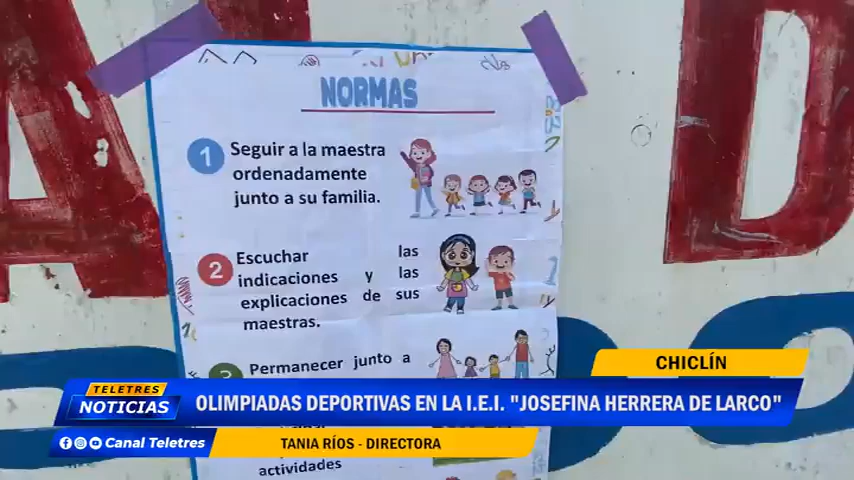 NORMAS
1 Seguir a la maestra
ordenadamente
junto a su familia.
2 Escuchar las
indicaciones y las
explicaciones de sus
maestras.
3 Permanecer junto a
actividades
CHICLÍN
TELETRES
NOTICIAS
OLIMPIADAS DEPORTIVAS EN LA I.E.I. "JOSEFINA HERRERA DE LARCO"
Canal Teletres
TANIA RÍOS - DIRECTORA